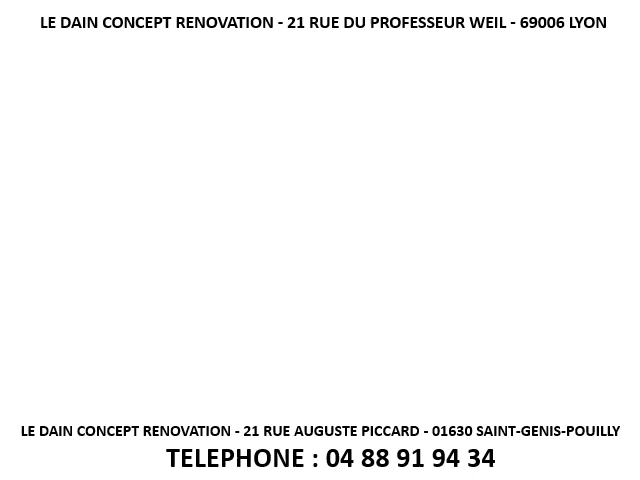 LE DAIN CONCEPT RENOVATION - 21 RUE DU PROFESSEUR WEIL - 69006 LYON
LE DAIN CONCEPT RENOVATION - 21 RUE AUGUSTE PICCARD - 01630 SAINT-GENIS-POUILLY
TELEPHONE : 04 88 91 94 34